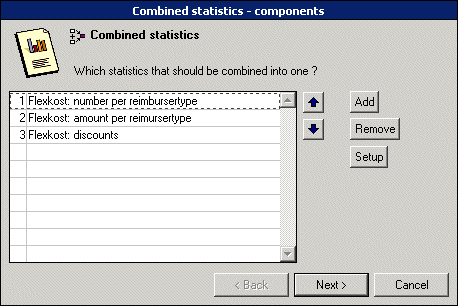 Combined statistics - components
Combined statistics
Which statistics that should be combined into one ?
1 Flexkost: number per reimbursertype
2 Flexkost: amount per reimursertype
3 Flexkost: discounts
Add
Remove
Setup
< Back
Next >
Cancel